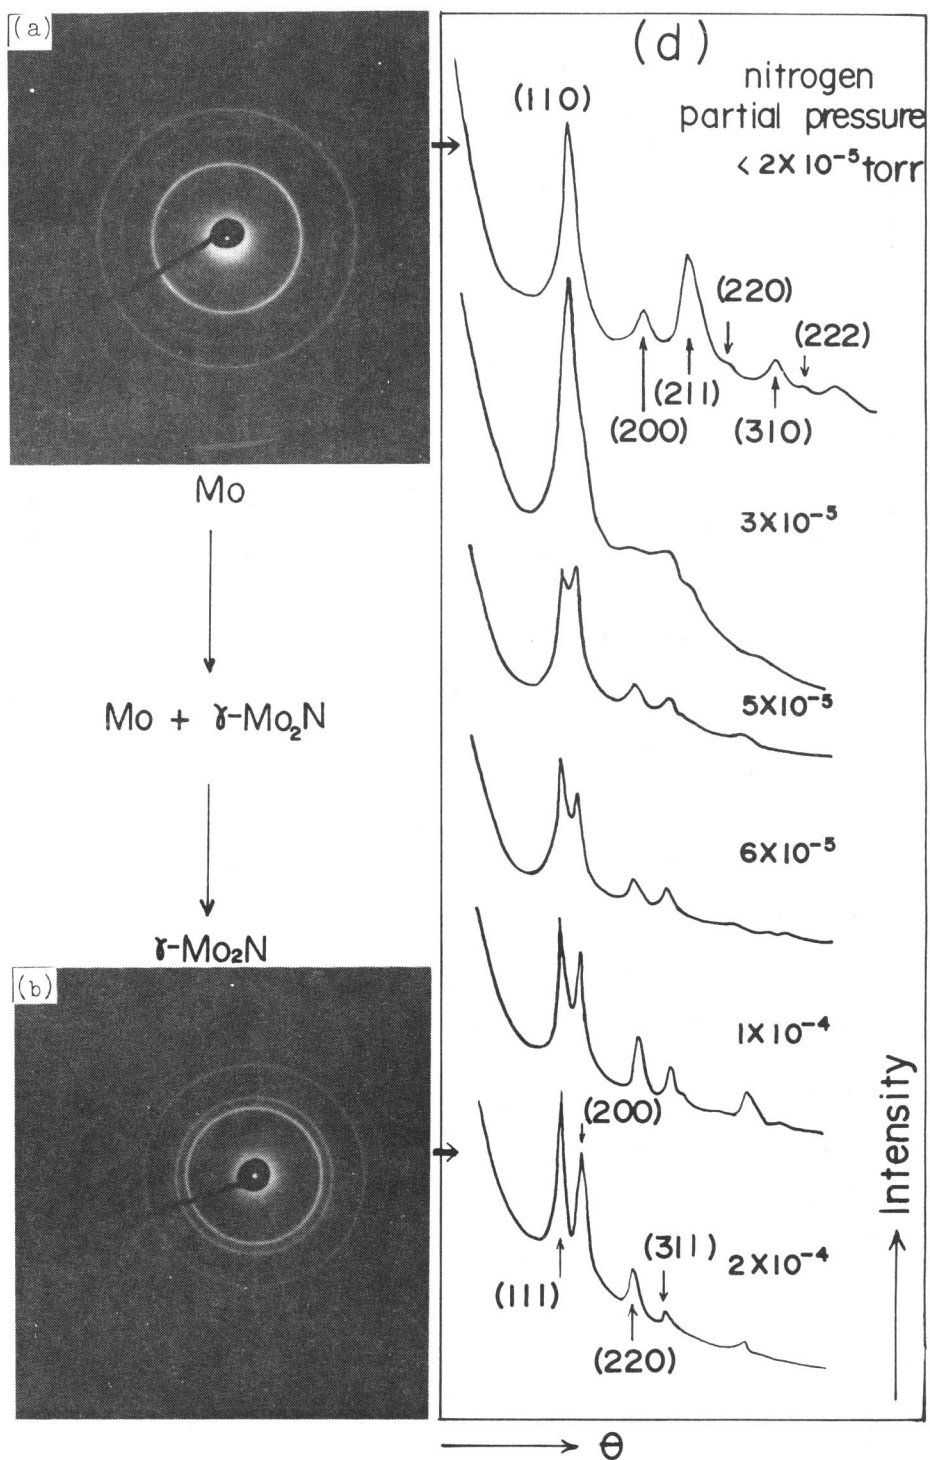 (a)
Mo
Mo + γ-Mo₂N
γ-Mo₂N
(b)
(d)
nitrogen
partial pressure
< 2X10⁻⁵ torr
(110)
(220)
(222)
(200)
(211)
(310)
3X10⁻⁵
5X10⁻⁵
6X10⁻⁵
1X10⁻⁴
(200)
(111)
(311)
2X10⁻⁴
(220)
Intensity
θ